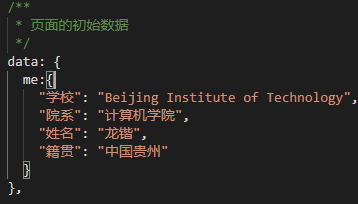 /**
* 页面的初始数据
*/
data: {
me:{
"学校": "Beijing Institute of Technology",
"院系": "计算机学院",
"姓名": "龙锴",
"籍贯": "中国贵州"
}
},